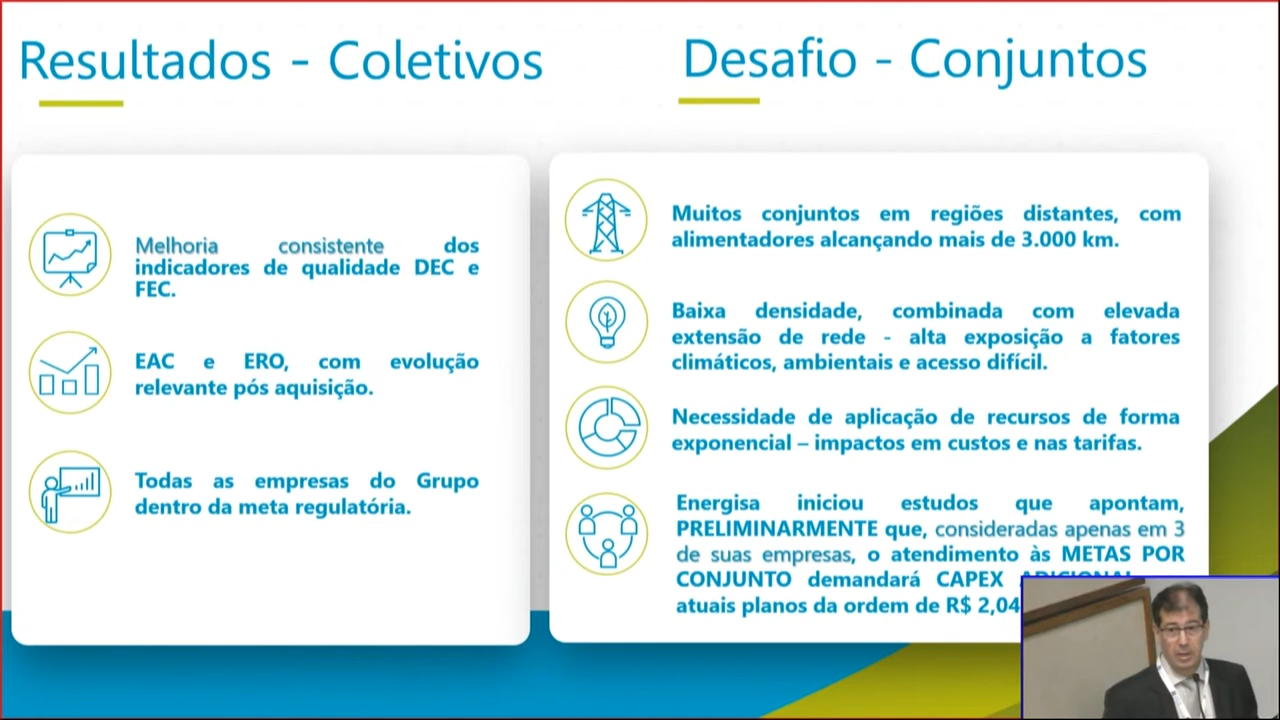 Resultados - Coletivos
Melhoria consistente dos
indicadores de qualidade DEC e
FEC.
EAC e ERO, com evolução
relevante pós aquisição.
Todas as empresas do Grupo
dentro da meta regulatória.
Desafio - Conjuntos
Muitos conjuntos em regiões distantes, com
alimentadores alcançando mais de 3.000 km.
Baixa densidade, combinada com elevada
extensão de rede - alta exposição a fatores
climáticos, ambientais e acesso difícil.
Necessidade de aplicação de recursos de forma
exponencial – impactos em custos e nas tarifas.
Energisa iniciou estudos que apontam,
PRELIMINARMENTE que, consideradas apenas em 3
de suas empresas, o atendimento às METAS POR
CONJUNTO demandará CAPEX ADICIONAL
atuais planos da ordem de R$ 2,04